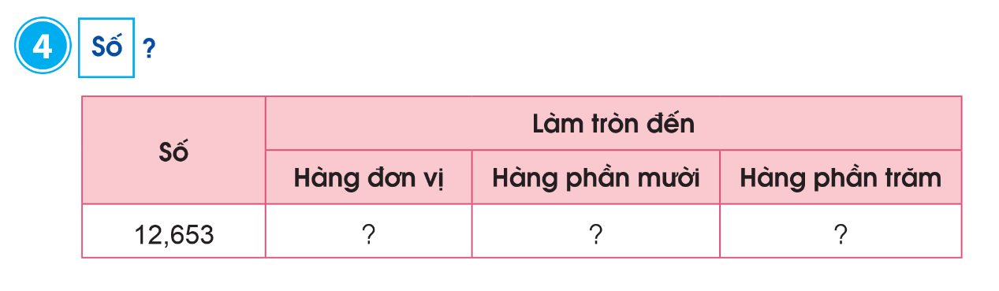 4 Số ?
Số
Làm tròn đến
Hàng đơn vị Hàng phần mười Hàng phần trăm
12,653 ? ? ?